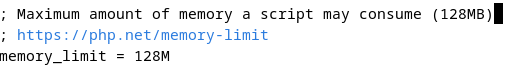 ; Maximum amount of memory a script may consume (128MB)
; https://php.net/memory-limit
memory_limit = 128M